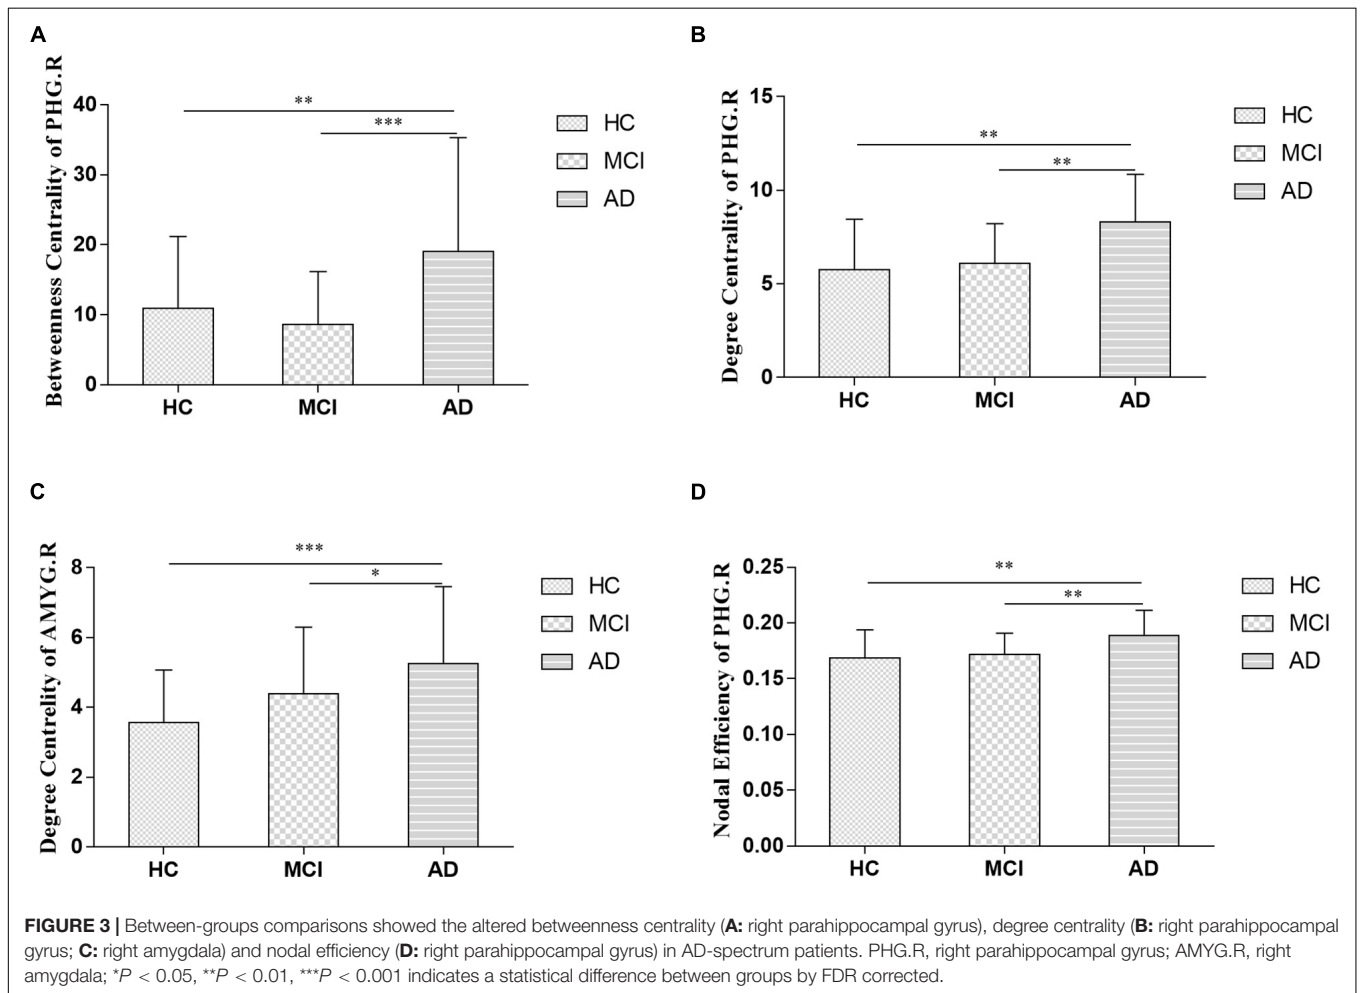 A
Betweenness Centrality of PHG.R
40
30
20
10
0
**
***
HC
MCI
AD
HC
MCI
AD
B
Degree Centrality of PHG.R
15
10
5
0
**
**
HC
MCI
AD
HC
MCI
AD
C
Degree Centrelity of AMYG.R
8
6
4
2
0
***
*
HC
MCI
AD
HC
MCI
AD
D
Nodal Efficiency of PHG.R
0.25
0.20
0.15
0.10
0.05
0.00
**
**
HC
MCI
AD
HC
MCI
AD
FIGURE 3 | Between-groups comparisons showed the altered betweenness centrality (A: right parahippocampal gyrus), degree centrality (B: right parahippocampal
gyrus; C: right amygdala) and nodal efficiency (D: right parahippocampal gyrus) in AD-spectrum patients. PHG.R, right parahippocampal gyrus; AMYG.R, right
amygdala; *P < 0.05, **P < 0.01, ***P < 0.001 indicates a statistical difference between groups by FDR corrected.